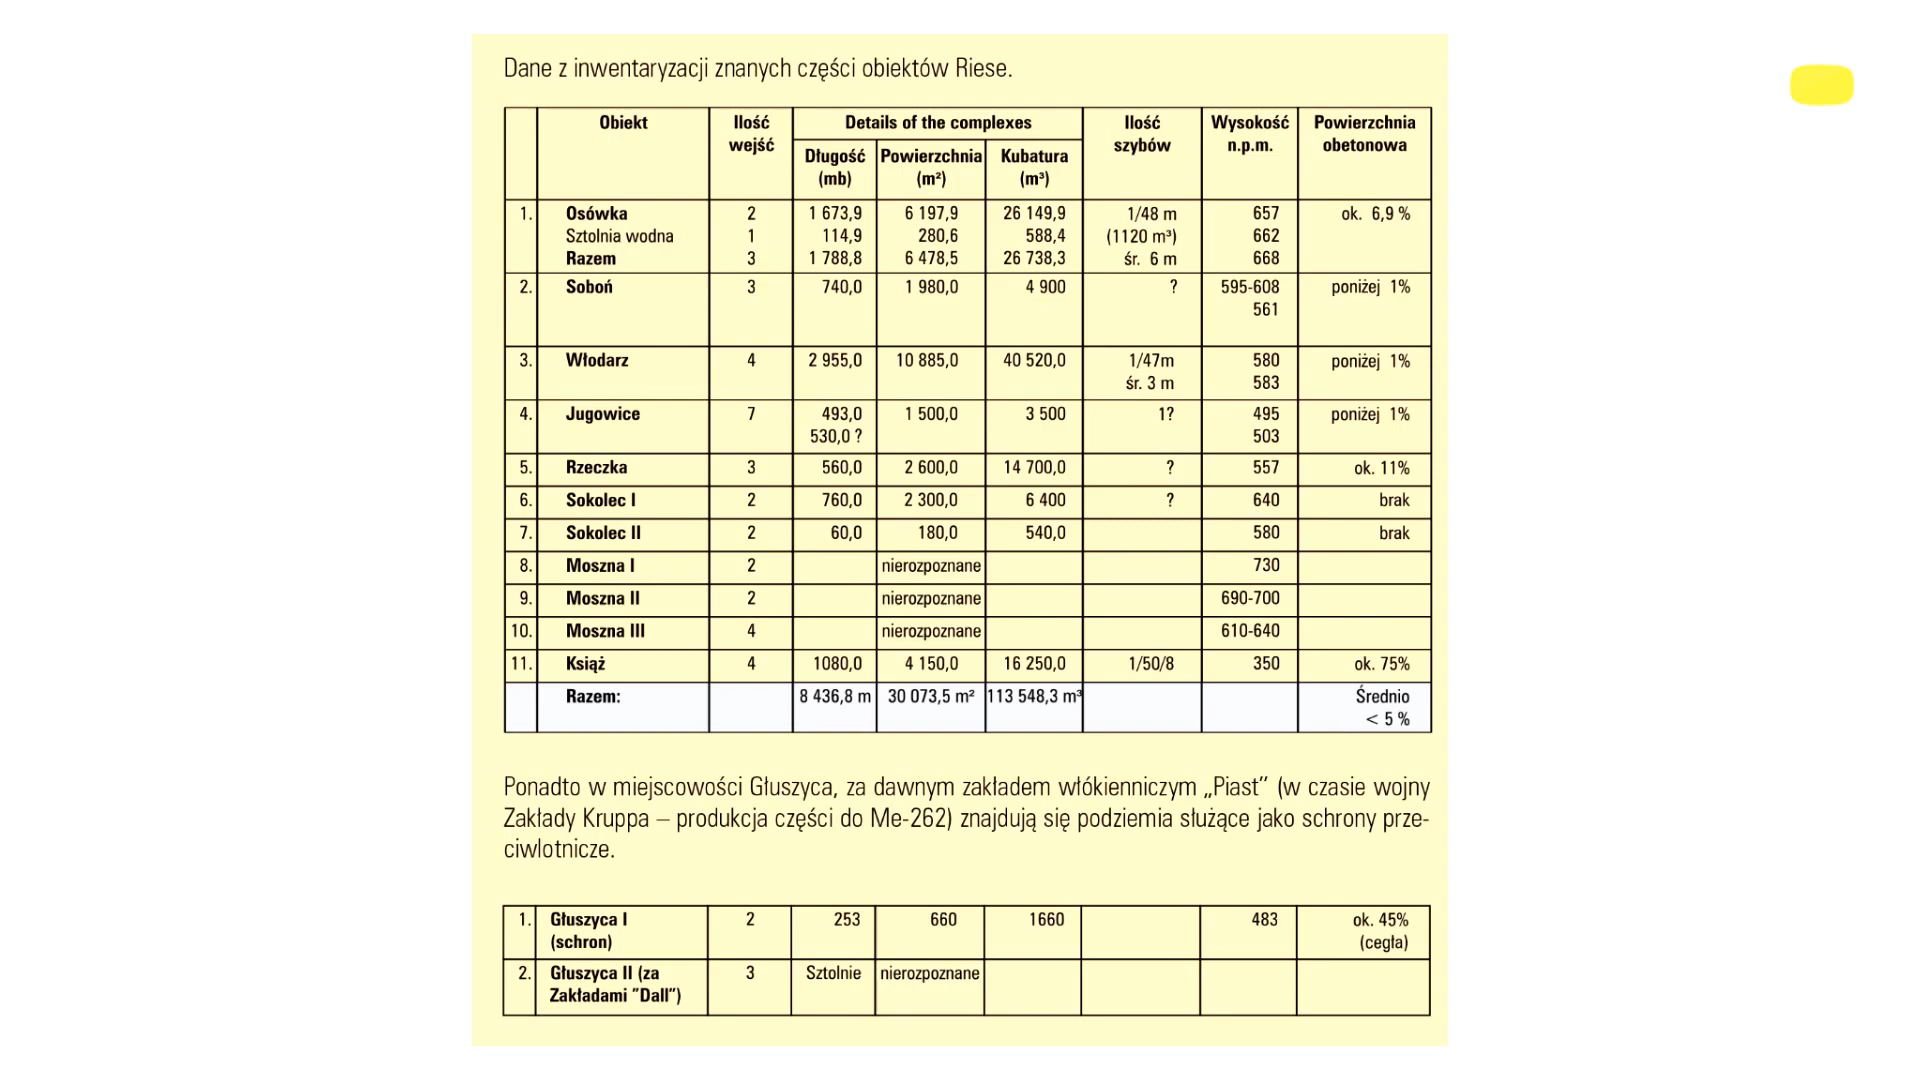 Dane z inwentaryzacji znanych części obiektów Riese.
Obiekt Ilość wejść Details of the complexes Ilość szybów Wysokość n.p.m. Powierzchnia obetonowa
Długość (mb) Powierzchnia (m²) Kubatura (m³)
1. Osówka 2 1 673,9 6 197,9 26 149,9 1/48 m 657 ok. 6,9 %
Sztolnia wodna 1 114,9 280,6 588,4 (1120 m³) 662
Razem 3 1 788,8 6 478,5 26 738,3 śr. 6 m 668
2. Soboń 3 740,0 1 980,0 4 900 ? 595-608 poniżej 1%
561
3. Włodarz 4 2 955,0 10 885,0 40 520,0 1/47m 580 poniżej 1%
śr. 3 m 583
4. Jugowice 7 493,0 1 500,0 3 500 1? 495 poniżej 1%
530,0 ? 503
5. Rzeczka 3 560,0 2 600,0 14 700,0 ? 557 ok. 11%
6. Sokolec I 2 760,0 2 300,0 6 400 ? 640 brak
7. Sokolec II 2 60,0 180,0 540,0 580 brak
8. Moszna I 2 nierozpoznane 730
9. Moszna II 2 nierozpoznane 690-700
10. Moszna III 4 nierozpoznane 610-640
11. Książ 4 1080,0 4 150,0 16 250,0 1/50/8 350 ok. 75%
Razem: 8 436,8 m 30 073,5 m² 113 548,3 m³ Średnio
< 5 %
Ponadto w miejscowości Głuszyca, za dawnym zakładem włókienniczym „Piast” (w czasie wojny
Zakłady Kruppa – produkcja części do Me-262) znajdują się podziemia służące jako schrony prze-
ciwlotnicze.
1. Głuszyca I 2 253 660 1660 483 ok. 45%
(schron) (cegła)
2. Głuszyca II (za 3 Sztolnie nierozpoznane
Zakładami ”Dall”)